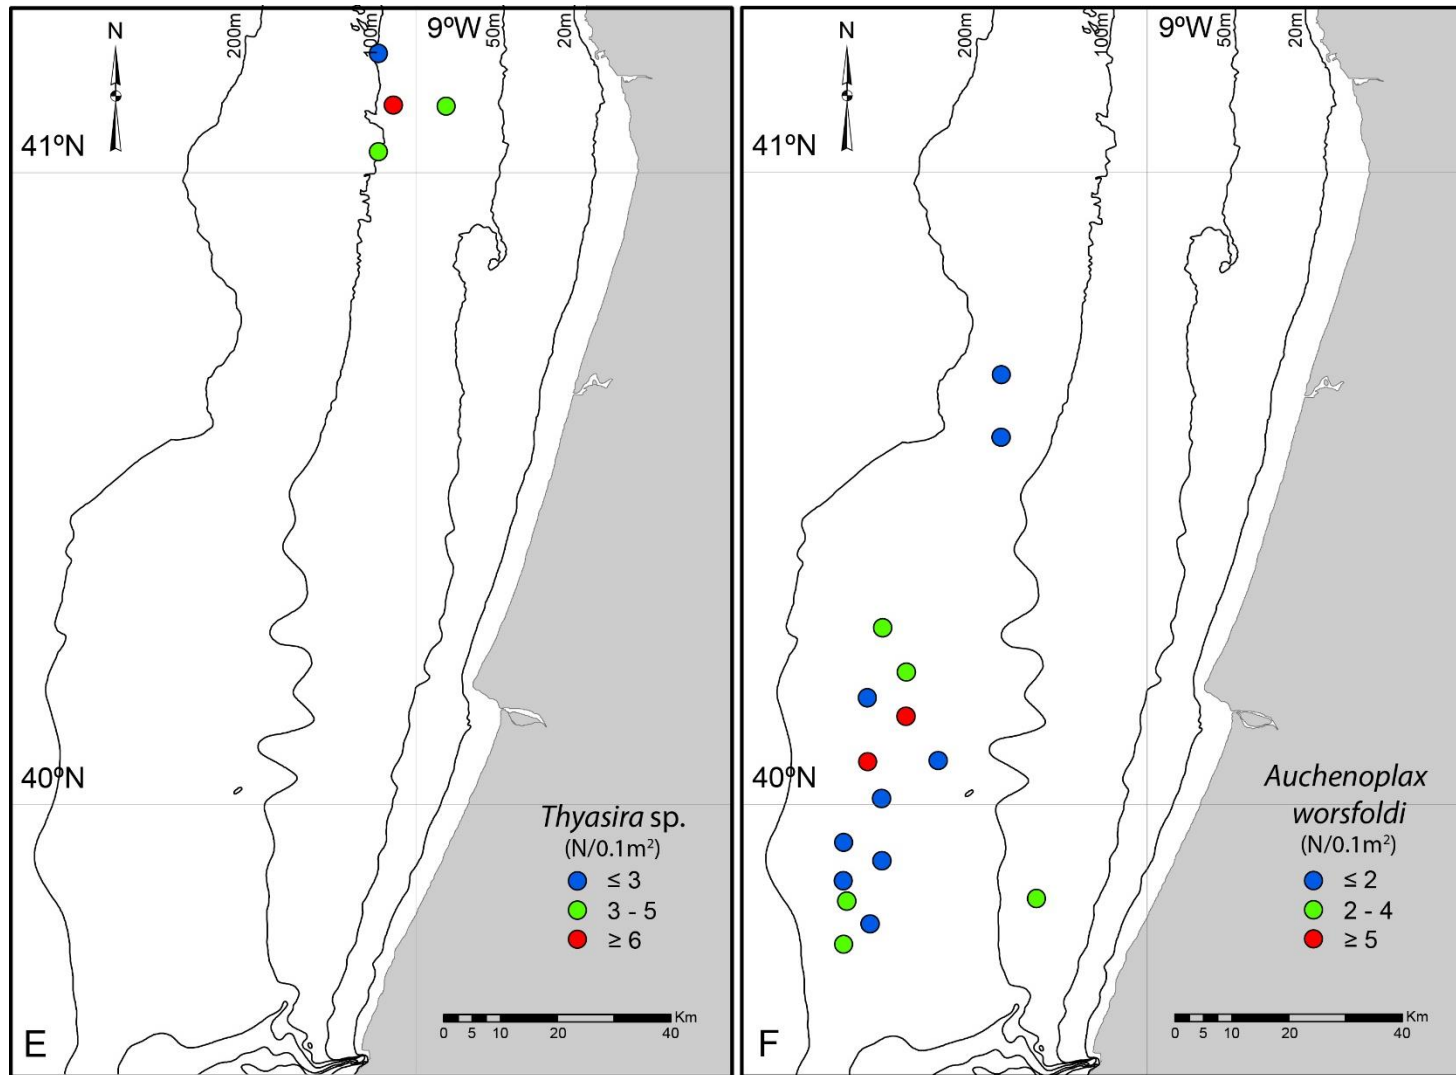 200m
100m
9ºW
50m
20m
N
41ºN
40ºN
Thyasira sp.
(N/0.1m²)
≤ 3
3 - 5
≥ 6
Km
0 5 10 20 40
E
200m
100m
9ºW
50m
20m
N
41ºN
40ºN
Auchenoplax
worsfoldi
(N/0.1m²)
≤ 2
2 - 4
≥ 5
Km
0 5 10 20 40
F